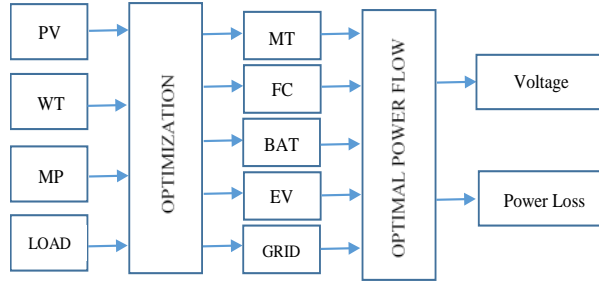 PV
WT
MP
LOAD
OPTIMIZATION
MT
FC
BAT
EV
GRID
OPTIMAL POWER FLOW
Voltage
Power Loss